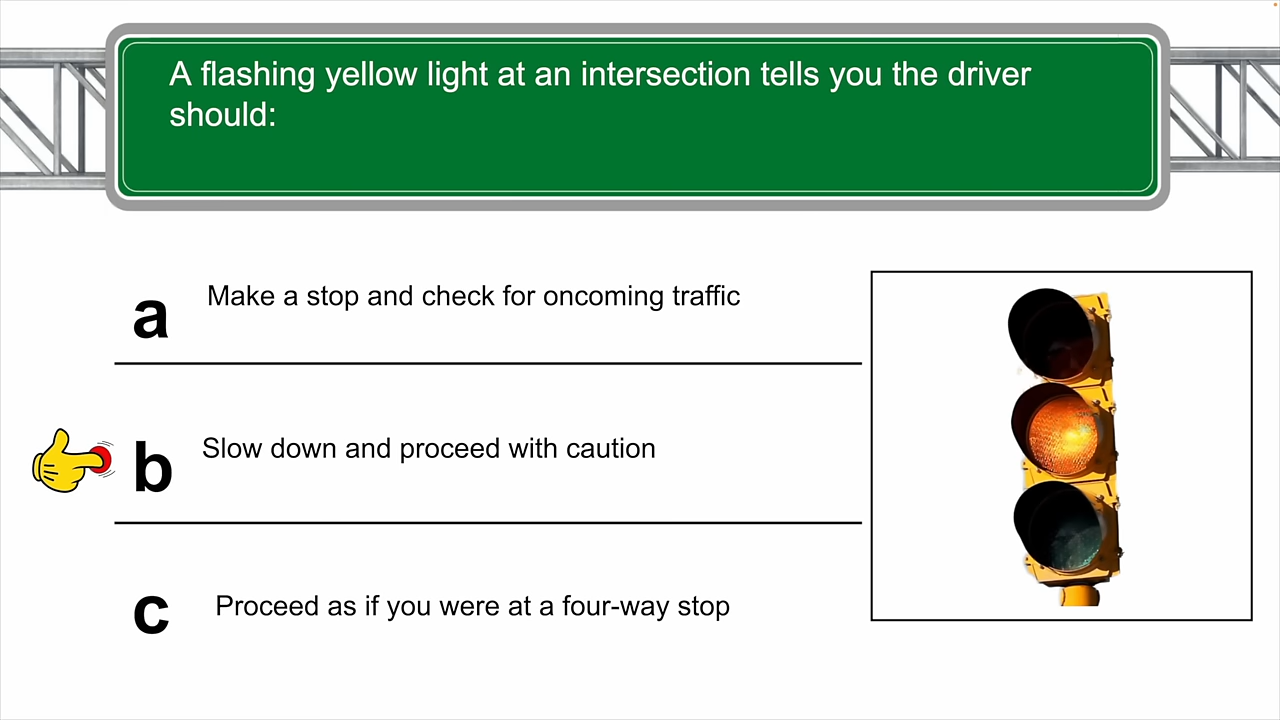 A flashing yellow light at an intersection tells you the driver
should:
a
Make a stop and check for oncoming traffic
b
Slow down and proceed with caution
c
Proceed as if you were at a four-way stop